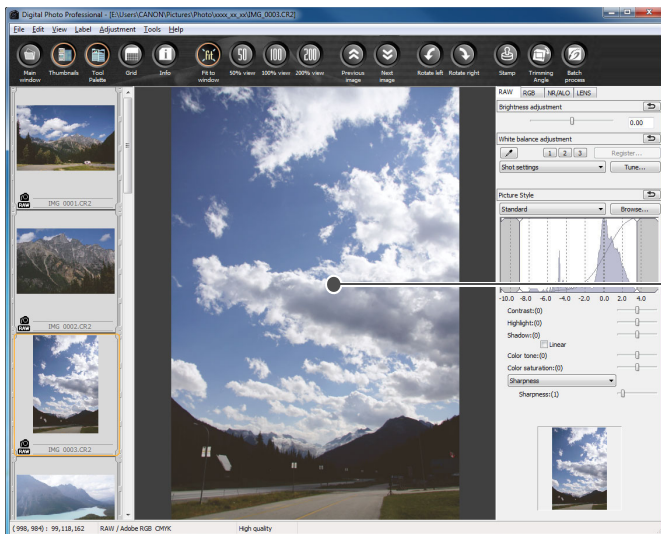 Digital Photo Professional - [E:\Users\CANON\Pictures\Photo\xxxx_xx_xx\IMG_0003.CR2]
File Edit View Label Adjustment Tools Help
Fit 50 100 200
Main window Thumbnails Tool Palette Grid Info Fit to window 50% view 100% view 200% view Previous image Next image Rotate left Rotate right Stamp Trimming Angle Batch process
RAW RGB NR/ALO LENS
Brightness adjustment
0.00
White balance adjustment
1 2 3 Register...
Shot settings Tune...
Picture Style
Standard Browse...
-10.0 -8.0 -6.0 -4.0 -2.0 0.0 2.0 4.0
Contrast:(0)
Highlight:(0)
Shadow:(0)
Linear
Color tone:(0)
Color saturation:(0)
Sharpness
Sharpness:(1)
RAW IMG_0001.CR2
RAW IMG_0002.CR2
RAW IMG_0003.CR2
( 998, 984) : 99,118,162 RAW / Adobe RGB CMYK High quality